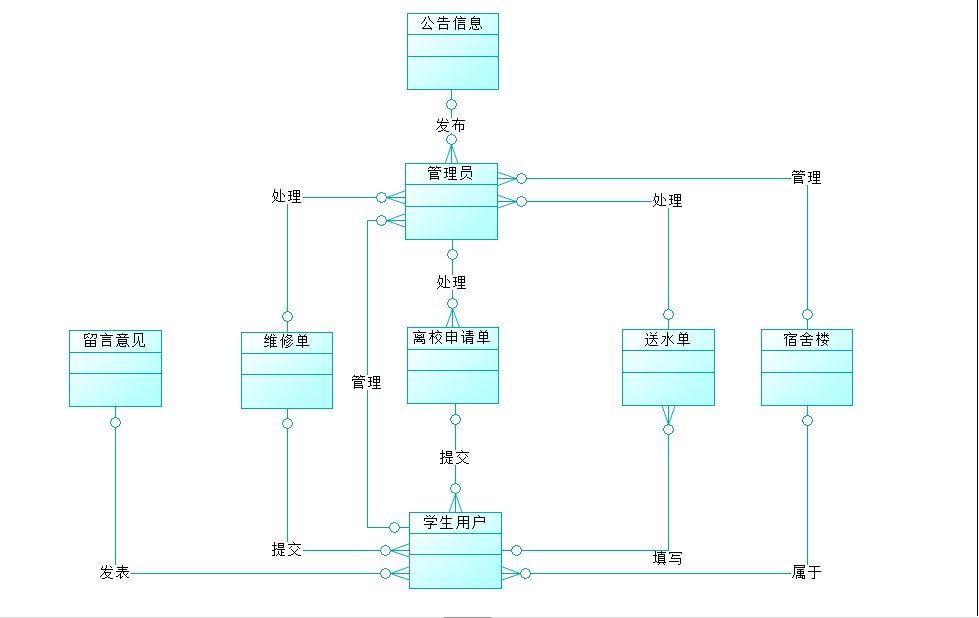 公告信息
发布
管理员
管理
处理
处理
处理
留言意见
维修单
离校申请单
送水单
宿舍楼
管理
提交
学生用户
提交
填写
发表
属于